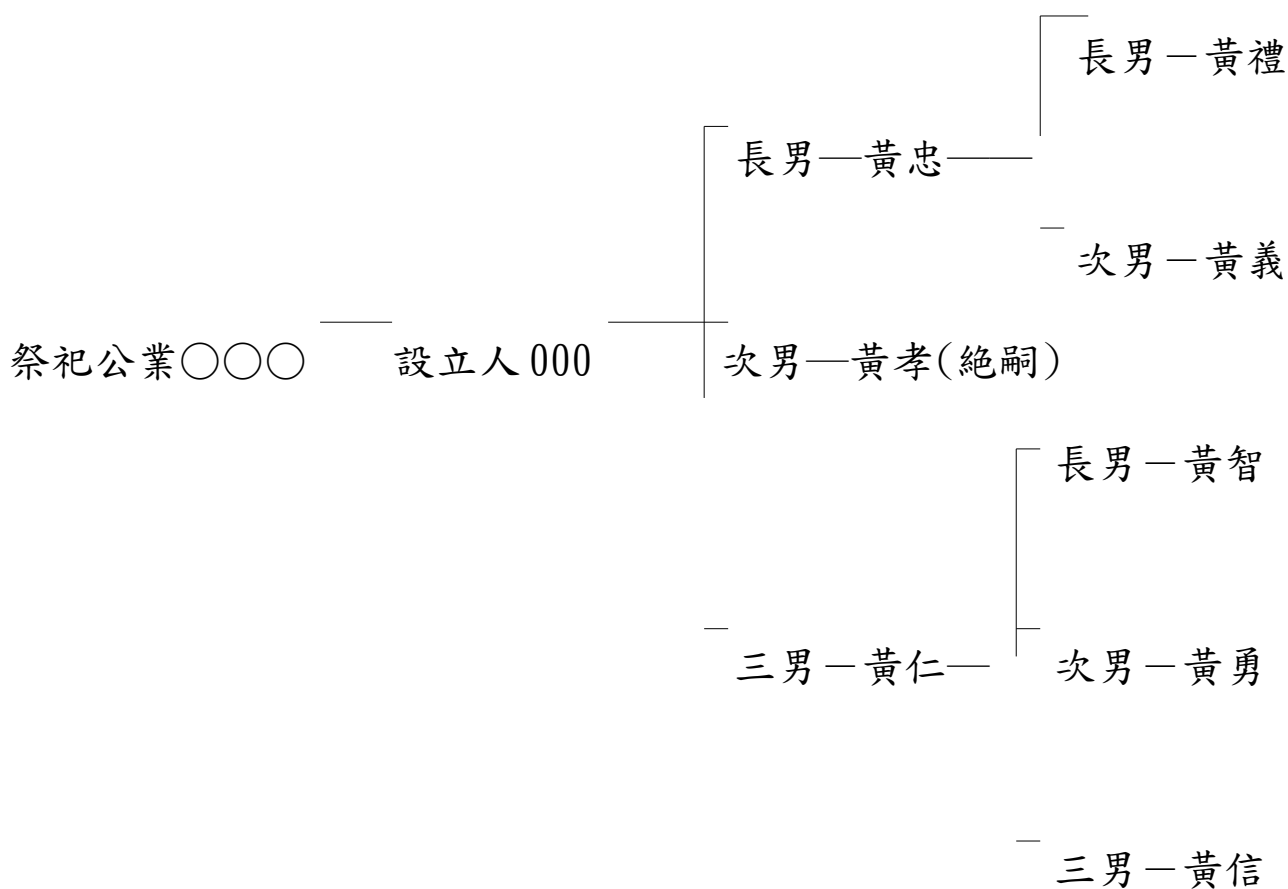 長男－黃禮
長男—黃忠——
次男－黃義
祭祀公業○○○ 設立人000 次男—黃孝(絶嗣)
長男－黃智
三男－黃仁— 次男－黃勇
三男－黃信